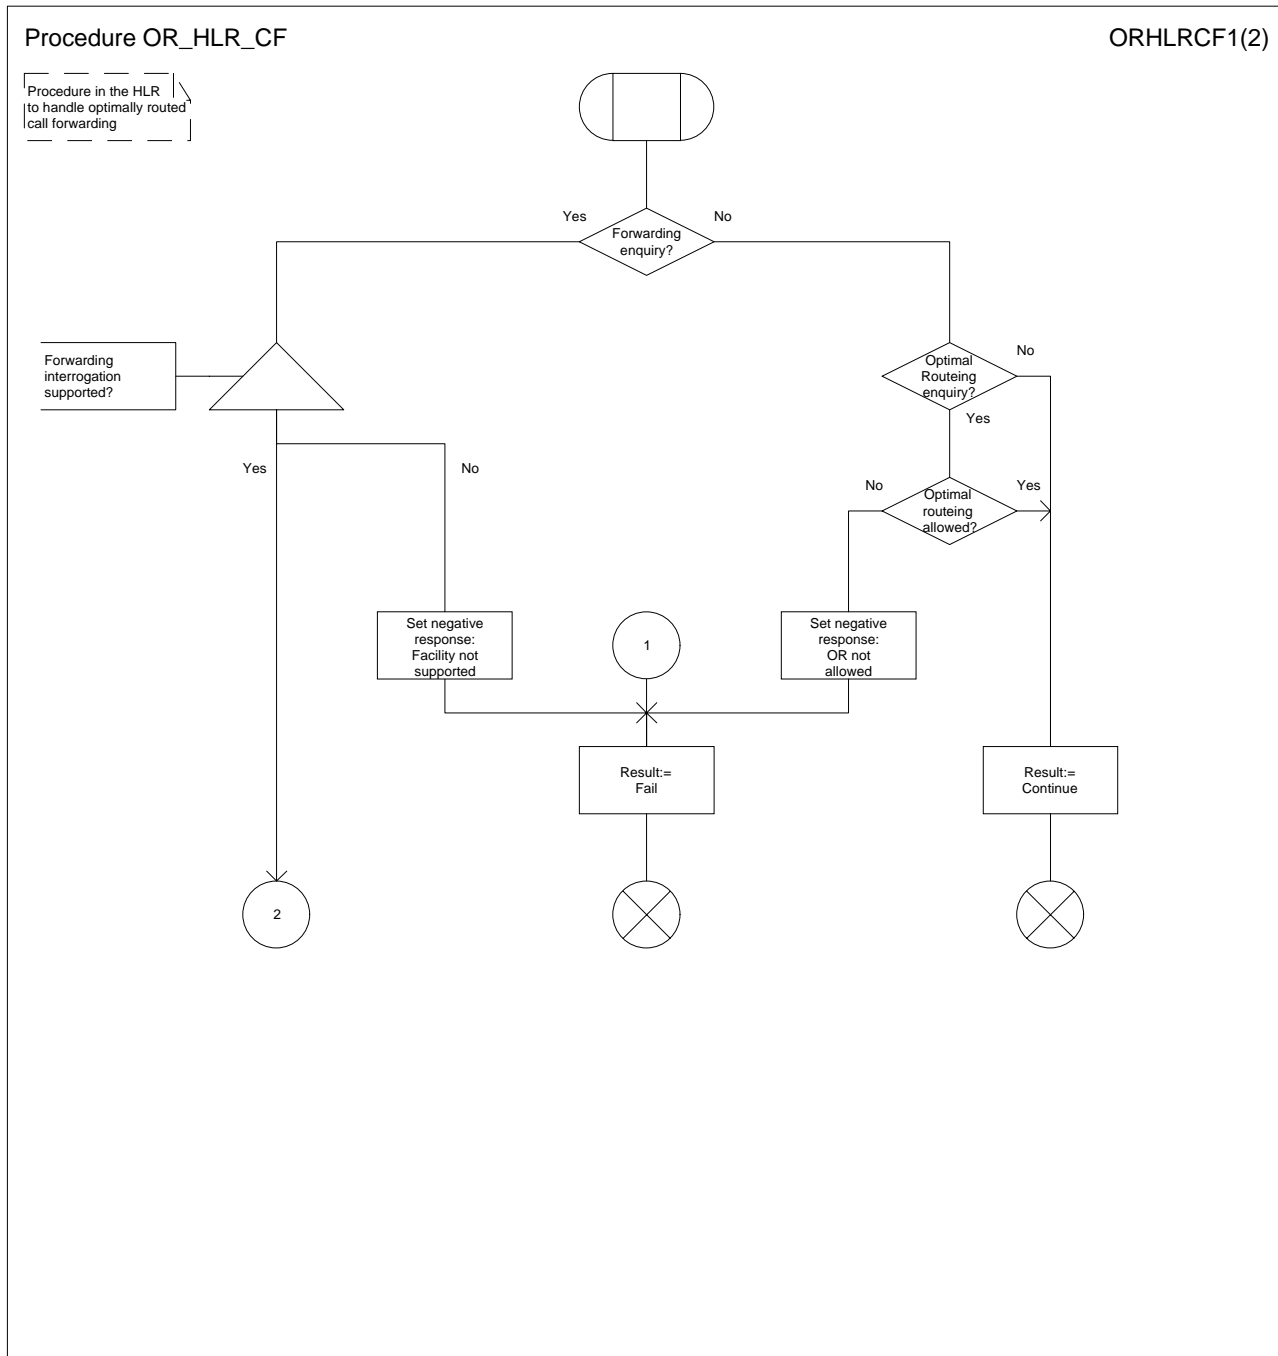 Procedure OR_HLR_CF
ORHLRCF1(2)
Procedure in the HLR
to handle optimally routed
call forwarding
Yes
No
Forwarding
enquiry?
Forwarding
interrogation
supported?
No
Optimal
Routeing
enquiry?
Yes
Yes
No
No
Yes
Optimal
routeing
allowed?
Set negative
response:
Facility not
supported
1
Set negative
response:
OR not
allowed
Result:=
Fail
Result:=
Continue
2